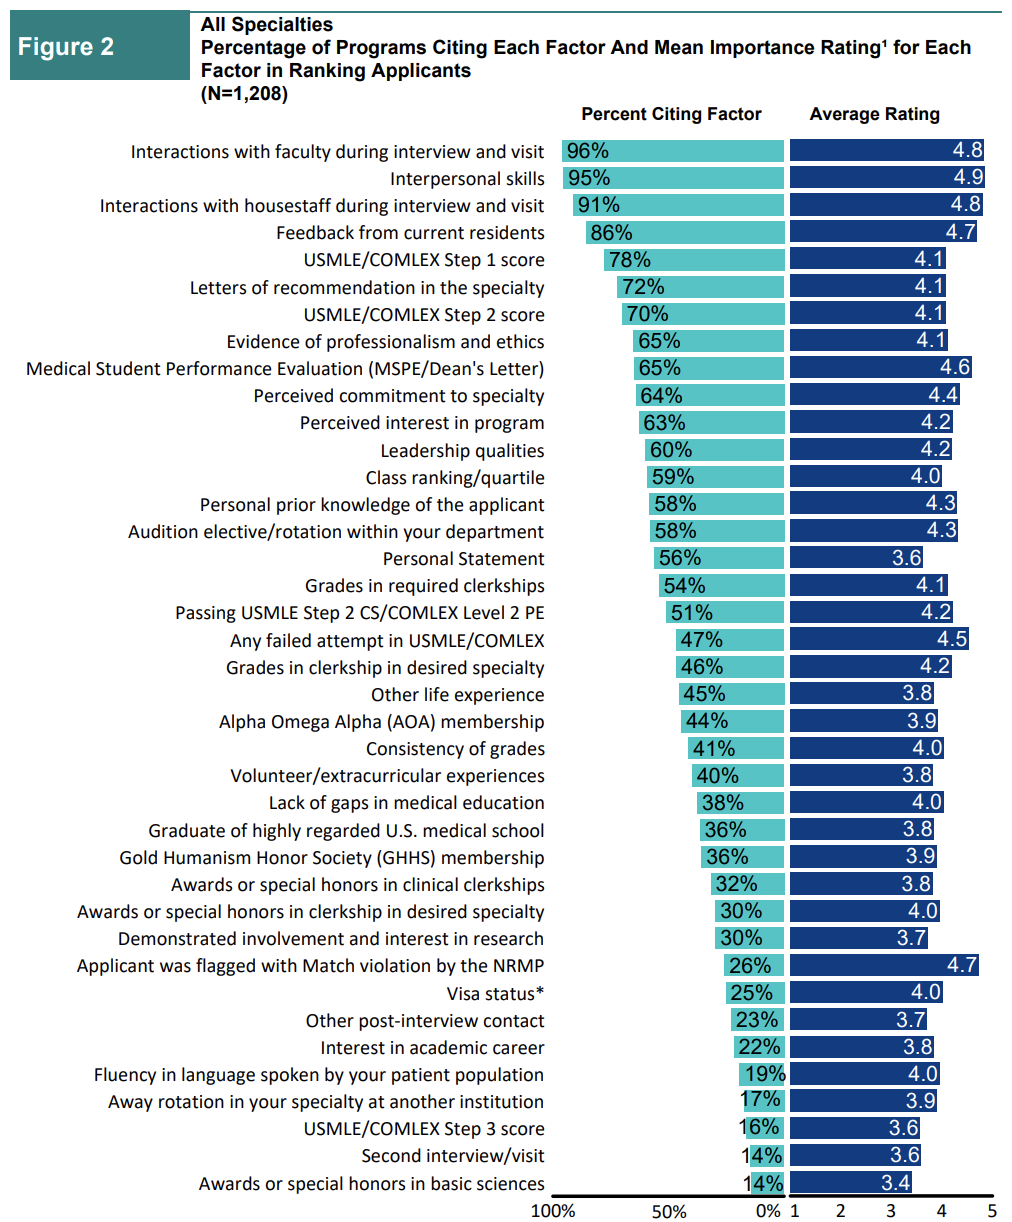 Figure 2
All Specialties
Percentage of Programs Citing Each Factor And Mean Importance Rating¹ for Each
Factor in Ranking Applicants
(N=1,208)
Percent Citing Factor Average Rating
Interactions with faculty during interview and visit 96% 4.8
Interpersonal skills 95% 4.9
Interactions with housestaff during interview and visit 91% 4.8
Feedback from current residents 86% 4.7
USMLE/COMLEX Step 1 score 78% 4.1
Letters of recommendation in the specialty 72% 4.1
USMLE/COMLEX Step 2 score 70% 4.1
Evidence of professionalism and ethics 65% 4.1
Medical Student Performance Evaluation (MSPE/Dean's Letter) 65% 4.6
Perceived commitment to specialty 64% 4.4
Perceived interest in program 63% 4.2
Leadership qualities 60% 4.2
Class ranking/quartile 59% 4.0
Personal prior knowledge of the applicant 58% 4.3
Audition elective/rotation within your department 58% 4.3
Personal Statement 56% 3.6
Grades in required clerkships 54% 4.1
Passing USMLE Step 2 CS/COMLEX Level 2 PE 51% 4.2
Any failed attempt in USMLE/COMLEX 47% 4.5
Grades in clerkship in desired specialty 46% 4.2
Other life experience 45% 3.8
Alpha Omega Alpha (AOA) membership 44% 3.9
Consistency of grades 41% 4.0
Volunteer/extracurricular experiences 40% 3.8
Lack of gaps in medical education 38% 4.0
Graduate of highly regarded U.S. medical school 36% 3.8
Gold Humanism Honor Society (GHHS) membership 36% 3.9
Awards or special honors in clinical clerkships 32% 3.8
Awards or special honors in clerkship in desired specialty 30% 4.0
Demonstrated involvement and interest in research 30% 3.7
Applicant was flagged with Match violation by the NRMP 26% 4.7
Visa status* 25% 4.0
Other post-interview contact 23% 3.7
Interest in academic career 22% 3.8
Fluency in language spoken by your patient population 19% 4.0
Away rotation in your specialty at another institution 17% 3.9
USMLE/COMLEX Step 3 score 16% 3.6
Second interview/visit 14% 3.6
Awards or special honors in basic sciences 14% 3.4
100% 50% 0% 1 2 3 4 5